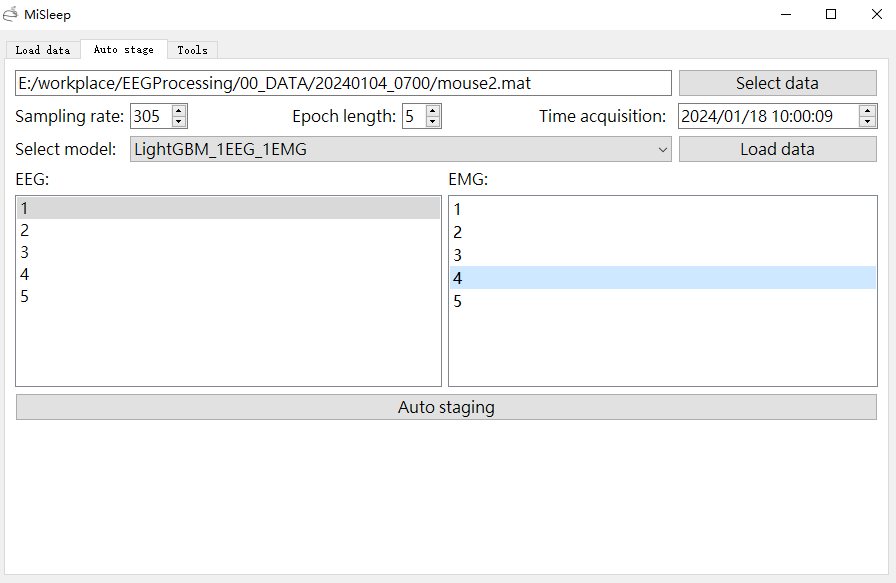 MiSleep
Load data Auto stage Tools
E:/workplace/EEGProcessing/00_DATA/20240104_0700/mouse2.mat Select data
Sampling rate: 305 Epoch length: 5 Time acquisition: 2024/01/18 10:00:09
Select model: LightGBM_1EEG_1EMG Load data
EEG: EMG:
1 1
2 2
3 3
4 4
5 5
Auto staging